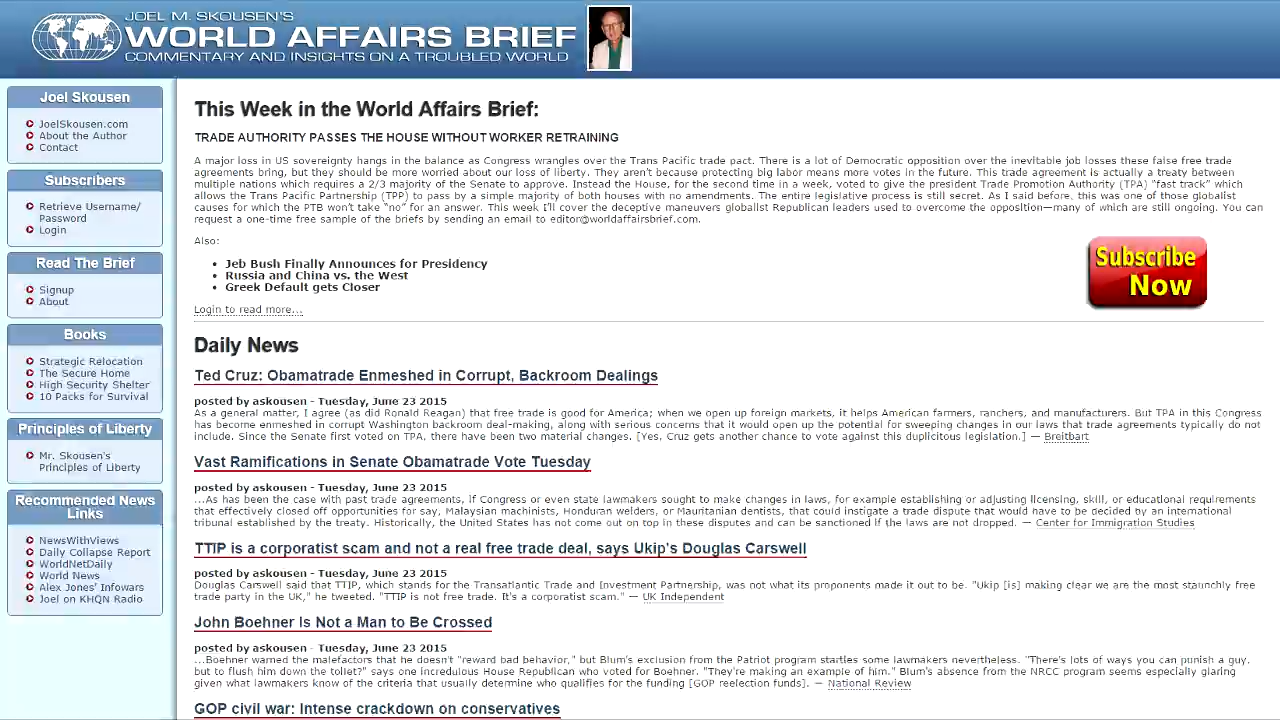 JOEL M. SKOUSEN'S
WORLD AFFAIRS BRIEF
COMMENTARY AND INSIGHTS ON A TROUBLED WORLD
Joel Skousen
JoelSkousen.com
About the Author
Contact
Subscribers
Retrieve Username/
Password
Login
Read The Brief
Signup
About
Books
Strategic Relocation
The Secure Home
High Security Shelter
10 Packs for Survival
Principles of Liberty
Mr. Skousen's
Principles of Liberty
Recommended News
Links
NewsWithViews
Daily Collapse Report
WorldNetDaily
World News
Alex Jones' Infowars
Joel on KHQN Radio
This Week in the World Affairs Brief:
TRADE AUTHORITY PASSES THE HOUSE WITHOUT WORKER RETRAINING
A major loss in US sovereignty hangs in the balance as Congress wrangles over the Trans Pacific trade pact. There is a lot of Democratic opposition over the inevitable job losses these false free trade
agreements bring, but they should be more worried about our loss of liberty. They aren't because protecting big labor means more votes in the future. This trade agreement is actually a treaty between
multiple nations which requires a 2/3 majority of the Senate to approve. Instead the House, for the second time in a week, voted to give the president Trade Promotion Authority (TPA) "fast track" which
allows the Trans Pacific Partnership (TPP) to pass by a simple majority of both houses with no amendments. The entire legislative process is still secret. As I said before, this was one of those globalist
causes for which the PTB won't take "no" for an answer. This week I'll cover the deceptive maneuvers globalist Republican leaders used to overcome the opposition—many of which are still ongoing. You can
request a one-time free sample of the briefs by sending an email to editor@worldaffairsbrief.com.
Also:
• Jeb Bush Finally Announces for Presidency
• Russia and China vs. the West
• Greek Default gets Closer
Login to read more...
Subscribe
Now
Daily News
Ted Cruz: Obamatrade Enmeshed in Corrupt, Backroom Dealings
posted by askousen - Tuesday, June 23 2015
As a general matter, I agree (as did Ronald Reagan) that free trade is good for America; when we open up foreign markets, it helps American farmers, ranchers, and manufacturers. But TPA in this Congress
has become enmeshed in corrupt Washington backroom deal-making, along with serious concerns that it would open up the potential for sweeping changes in our laws that trade agreements typically do not
include. Since the Senate first voted on TPA, there have been two material changes. [Yes, Cruz gets another chance to vote against this duplicitous legislation.] — Breitbart
Vast Ramifications in Senate Obamatrade Vote Tuesday
posted by askousen - Tuesday, June 23 2015
...As has been the case with past trade agreements, if Congress or even state lawmakers sought to make changes in laws, for example establishing or adjusting licensing, skill, or educational requirements
that effectively closed off opportunities for say, Malaysian machinists, Honduran welders, or Mauritanian dentists, that could instigate a trade dispute that would have to be decided by an international
tribunal established by the treaty. Historically, the United States has not come out on top in these disputes and can be sanctioned if the laws are not dropped. — Center for Immigration Studies
TTIP is a corporatist scam and not a real free trade deal, says Ukip's Douglas Carswell
posted by askousen - Tuesday, June 23 2015
Douglas Carswell said that TTIP, which stands for the Transatlantic Trade and Investment Partnership, was not what its proponents made it out to be. "Ukip [is] making clear we are the most staunchly free
trade party in the UK," he tweeted. "TTIP is not free trade. It's a corporatist scam." — UK Independent
John Boehner Is Not a Man to Be Crossed
posted by askousen - Tuesday, June 23 2015
...Boehner warned the malefactors that he doesn't "reward bad behavior," but Blum's exclusion from the Patriot program startles some lawmakers nevertheless. "There's lots of ways you can punish a guy,
but to flush him down the toilet?" says one incredulous House Republican who voted for Boehner. "They're making an example of him." Blum's absence from the NRCC program seems especially glaring
given what lawmakers know of the criteria that usually determine who qualifies for the funding [GOP reelection funds]. — National Review
GOP civil war: Intense crackdown on conservatives